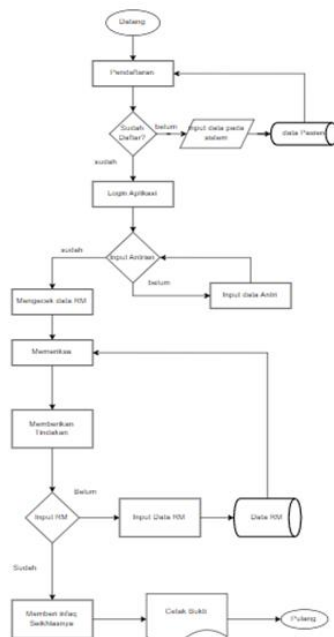 Datang
Pendaftaran
Sudah
Daftar?
belum
Input data pada
sistem
data Pasien
sudah
Login Aplikasi
sudah
Input Antrian
belum
Input data Antri
Mengecek data RM
Memeriksa
Memberikan
Tindakan
Belum
Input RM
Input Data RM
Data RM
Sudah
Memberi infaq
Seikhlasnya
Cetak Bukti
Pulang